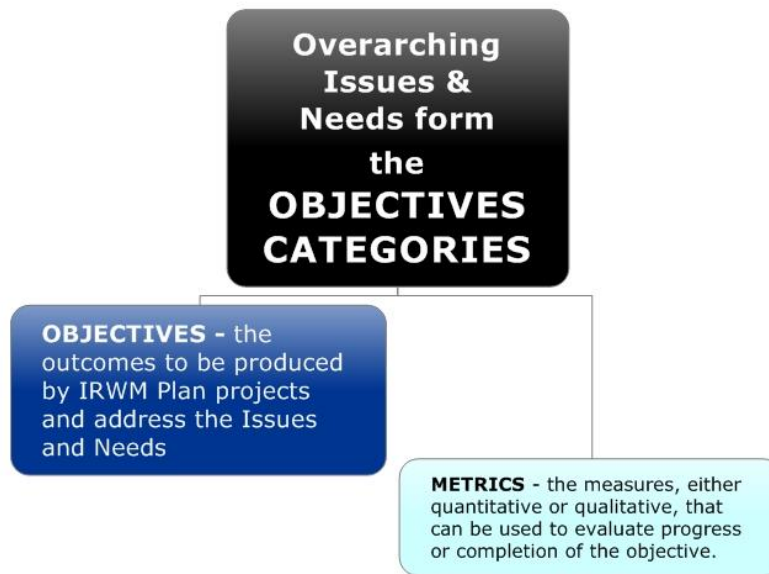 Overarching
Issues &
Needs form
the
OBJECTIVES
CATEGORIES
OBJECTIVES - the
outcomes to be produced
by IRWM Plan projects
and address the Issues
and Needs
METRICS - the measures, either
quantitative or qualitative, that
can be used to evaluate progress
or completion of the objective.